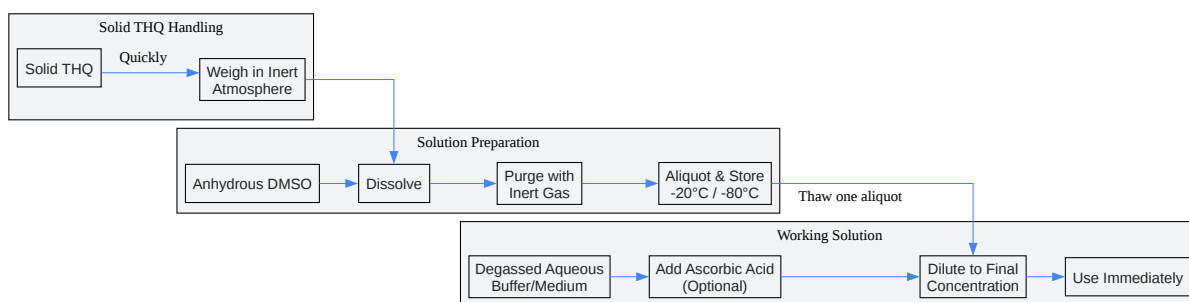 Solid THQ Handling
Solid THQ
Quickly
Weigh in Inert
Atmosphere
Solution Preparation
Anhydrous DMSO
Dissolve
Purge with
Inert Gas
Aliquot & Store
-20°C / -80°C
Thaw one aliquot
Working Solution
Degassed Aqueous
Buffer/Medium
Add Ascorbic Acid
(Optional)
Dilute to Final
Concentration
Use Immediately